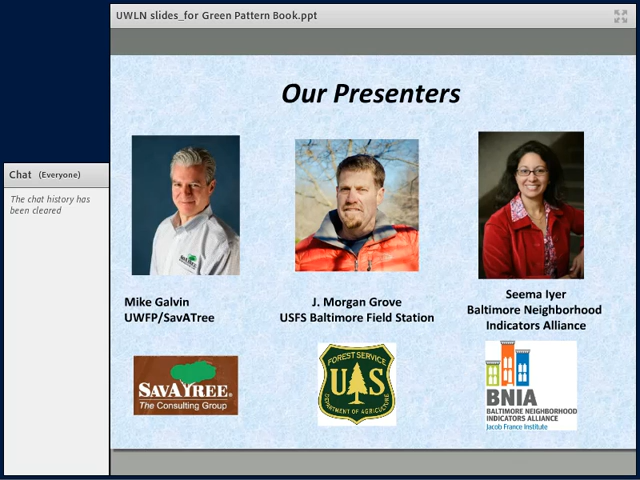 UWLN slides_for Green Pattern Book.ppt
Chat (Everyone)
The chat history has
been cleared
Our Presenters
Mike Galvin
UWFP/SavATree
J. Morgan Grove
USFS Baltimore Field Station
Seema Iyer
Baltimore Neighborhood
Indicators Alliance
SAVATREE®
The Consulting Group
FOREST SERVICE
U S
DEPARTMENT OF AGRICULTURE
BNIA
BALTIMORE NEIGHBORHOOD
INDICATORS ALLIANCE
Jacob France Institute